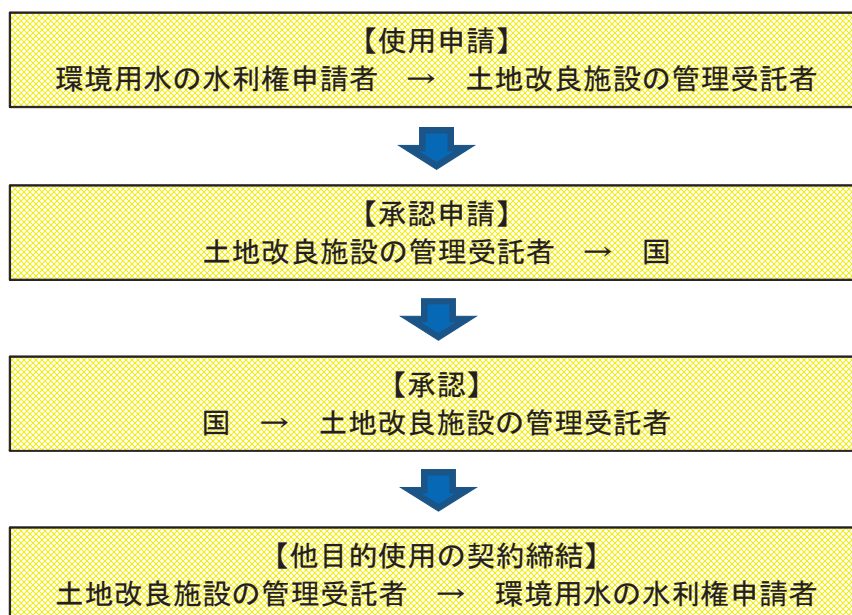 【使用申請】
環境用水の水利権申請者 → 土地改良施設の管理受託者
【承認申請】
土地改良施設の管理受託者 → 国
【承認】
国 → 土地改良施設の管理受託者
【他目的使用の契約締結】
土地改良施設の管理受託者 → 環境用水の水利権申請者